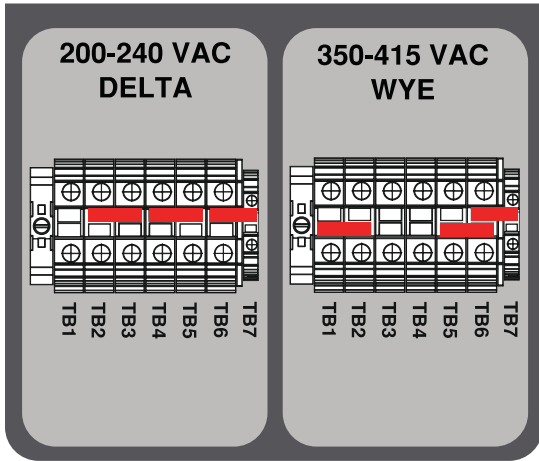 200-240 VAC
DELTA
TB1 TB2 TB3 TB4 TB5 TB6 TB7
350-415 VAC
WYE
TB1 TB2 TB3 TB4 TB5 TB6 TB7